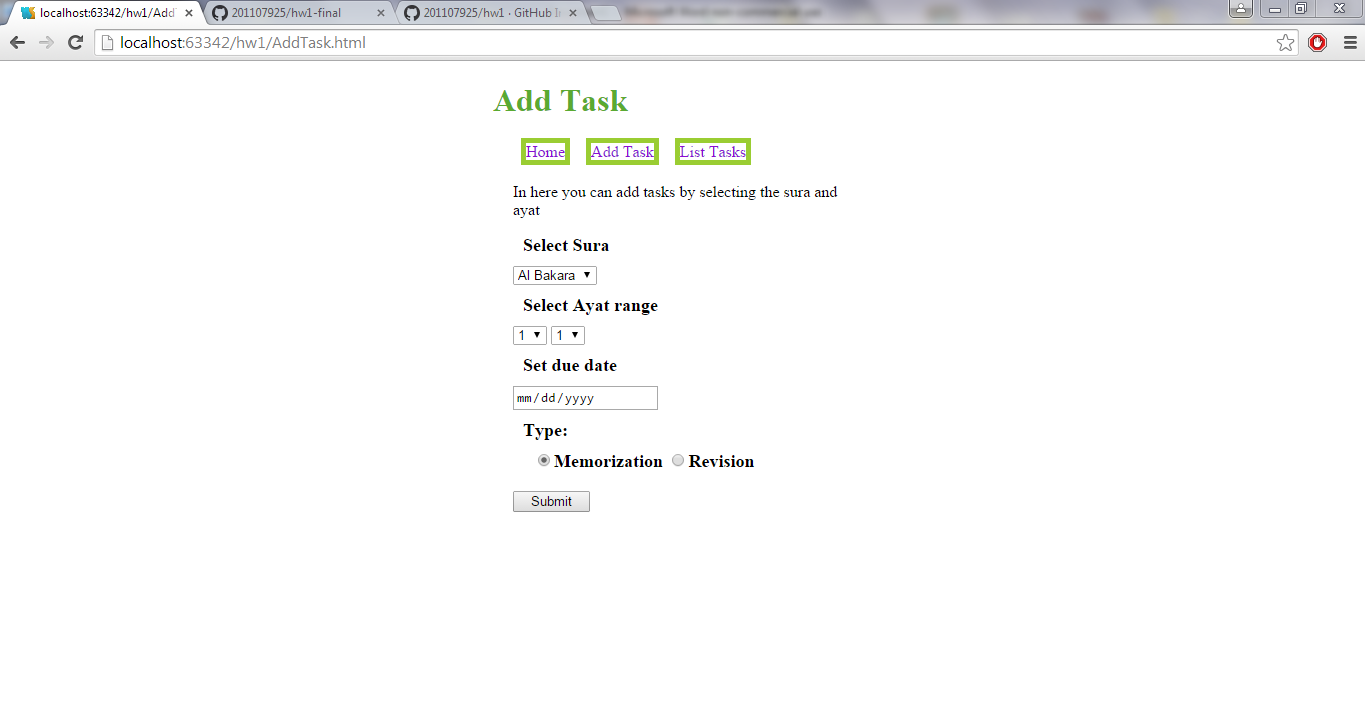 localhost:63342/hw1/Add
201107925/hw1-final
201107925/hw1 · GitHub
localhost:63342/hw1/AddTask.html
Add Task
Home Add Task List Tasks
In here you can add tasks by selecting the sura and
ayat
Select Sura
Al Bakara
Select Ayat range
1 1
Set due date
mm/dd/yyyy
Type:
Memorization Revision
Submit